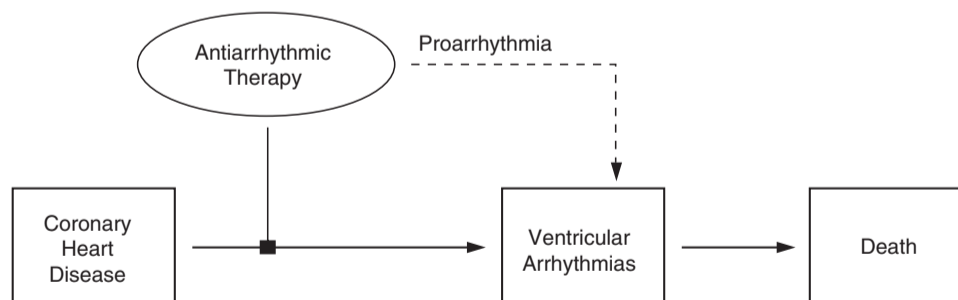 Antiarrhythmic
Therapy
Proarrhythmia
Coronary
Heart
Disease
Ventricular
Arrhythmias
Death